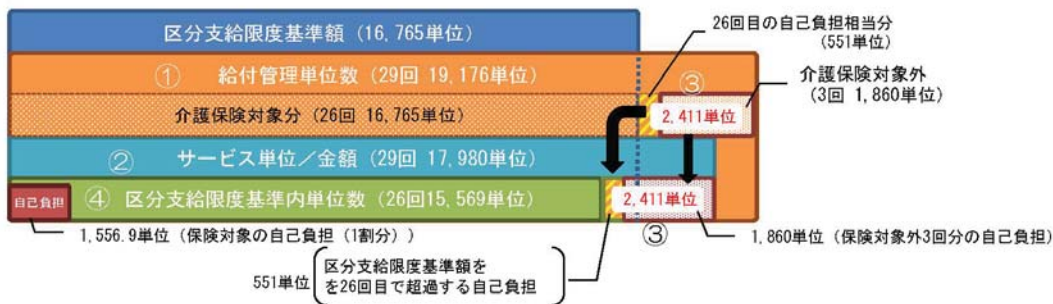 区分支給限度基準額（16,765単位）
26回目の自己負担相当分
（551単位）
① 給付管理単位数（29回 19,176単位）
③
介護保険対象外
（3回 1,860単位）
介護保険対象分（26回 16,765単位）
2,411単位
② サービス単位／金額（29回 17,980単位）
自己負担
④ 区分支給限度基準内単位数（26回15,569単位）
2,411単位
③
1,556.9単位（保険対象の自己負担（1割分））
1,860単位（保険対象外3回分の自己負担）
551単位
区分支給限度基準額を
を26回目で超過する自己負担